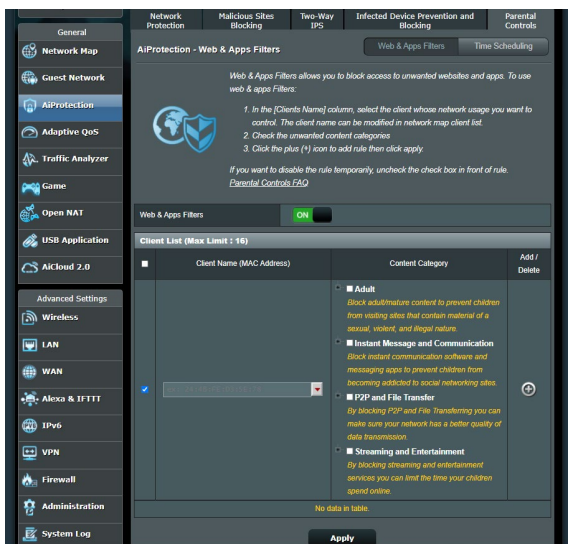 General
Network Map
Guest Network
AiProtection
Adaptive QoS
Traffic Analyzer
Game
Open NAT
USB Application
AiCloud 2.0
Advanced Settings
Wireless
LAN
WAN
Alexa & IFTTT
IPv6
VPN
Firewall
Administration
System Log
Network
Protection
Malicious Sites
Blocking
Two-Way
IPS
Infected Device Prevention and
Blocking
Parental
Controls
AiProtection - Web & Apps Filters
Web & Apps Filters
Time Scheduling
Web & Apps Filters allows you to block access to unwanted websites and apps. To use
web & apps Filters:
1. In the [Clients Name] column, select the client whose network usage you want to
control. The client name can be modified in network map client list.
2. Check the unwanted content categories
3. Click the plus (+) icon to add rule then click apply.
If you want to disable the rule temporarily, uncheck the check box in front of rule.
Parental Controls FAQ
Web & Apps Filters
ON
Client List (Max Limit : 16)
Client Name (MAC Address)
Content Category
Add /
Delete
Adult
Block adult/mature content to prevent children
from visiting sites that contain material of a
sexual, violent, and illegal nature.
Instant Message and Communication
Block instant communication software and
messaging apps to prevent children from
becoming addicted to social networking sites.
P2P and File Transfer
By blocking P2P and File Transferring you can
make sure your network has a better quality of
data transmission.
Streaming and Entertainment
By blocking streaming and entertainment
services you can limit the time your children
spend online.
No data in table.
Apply